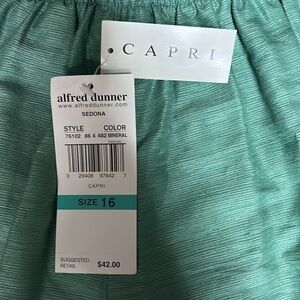 • CAPRI
alfred dunner
www.alfreddunner.com
SEDONA
STYLE COLOR
76102 86 4 482 MINERAL
0 29408 97642 7
CAPRI
SIZE 16
SUGGESTED
RETAIL $42.00